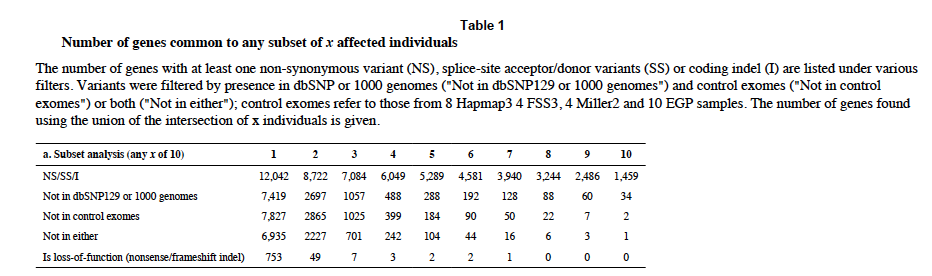 Table 1
Number of genes common to any subset of x affected individuals
The number of genes with at least one non-synonymous variant (NS), splice-site acceptor/donor variants (SS) or coding indel (I) are listed under various
filters. Variants were filtered by presence in dbSNP or 1000 genomes ("Not in dbSNP129 or 1000 genomes") and control exomes ("Not in control
exomes") or both ("Not in either"); control exomes refer to those from 8 Hapmap3 4 FSS3, 4 Miller2 and 10 EGP samples. The number of genes found
using the union of the intersection of x individuals is given.
a. Subset analysis (any x of 10) 1 2 3 4 5 6 7 8 9 10
NS/SS/I 12,042 8,722 7,084 6,049 5,289 4,581 3,940 3,244 2,486 1,459
Not in dbSNP129 or 1000 genomes 7,419 2697 1057 488 288 192 128 88 60 34
Not in control exomes 7,827 2865 1025 399 184 90 50 22 7 2
Not in either 6,935 2227 701 242 104 44 16 6 3 1
Is loss-of-function (nonsense/frameshift indel) 753 49 7 3 2 2 1 0 0 0